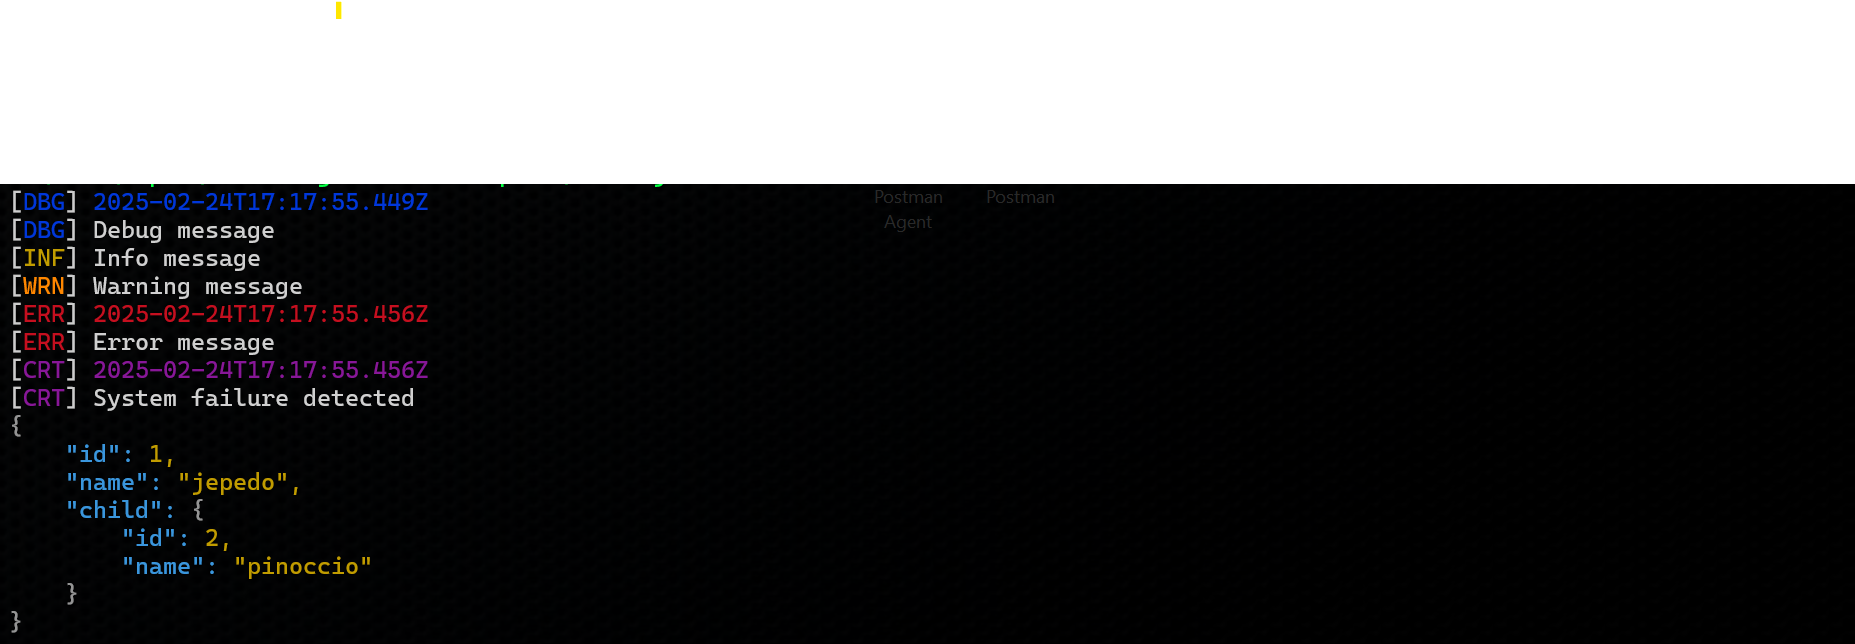 [DBG] 2025-02-24T17:17:55.449Z
Postman
Agent
Postman
[DBG] Debug message
[INF] Info message
[WRN] Warning message
[ERR] 2025-02-24T17:17:55.456Z
[ERR] Error message
[CRT] 2025-02-24T17:17:55.456Z
[CRT] System failure detected
{
    "id": 1,
    "name": "jepedo",
    "child": {
        "id": 2,
        "name": "pinoccio"
    }
}